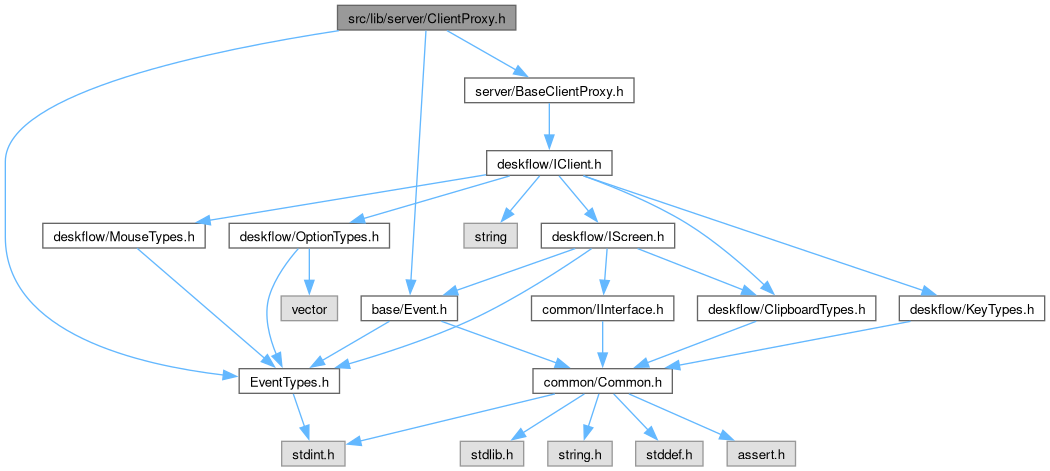 src/lib/server/ClientProxy.h
server/BaseClientProxy.h
deskflow/IClient.h
deskflow/MouseTypes.h
deskflow/OptionTypes.h
string
deskflow/IScreen.h
vector
base/Event.h
common/IInterface.h
deskflow/ClipboardTypes.h
deskflow/KeyTypes.h
EventTypes.h
common/Common.h
stdint.h
stdlib.h
string.h
stddef.h
assert.h